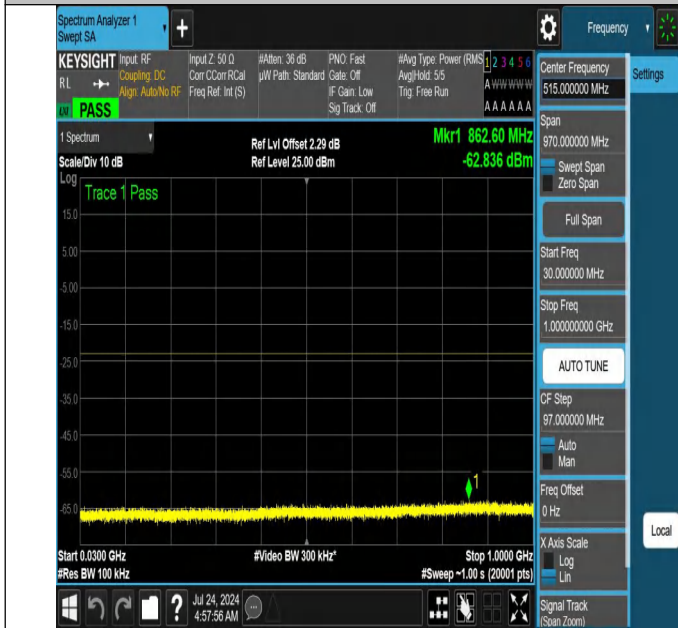 Spectrum Analyzer 1
Swept SA
+
Frequency
KEYSIGHT
RL
PASS
Input: RF
Coupling: DC
Align: Auto/No RF
Input Z: 50 Ω
Corr CCorr RCal
Freq Ref: Int (S)
#Atten: 36 dB
µW Path: Standard
PNO: Fast
Gate: Off
IF Gain: Low
Sig Track: Off
#Avg Type: Power (RMS
Avg|Hold: 5/5
Trig: Free Run
1 2 3 4 5 6
A W W W W W
A A A A A A
Center Frequency
515.000000 MHz
Settings
1 Spectrum
Scale/Div 10 dB
Ref Lvl Offset 2.29 dB
Ref Level 25.00 dBm
Mkr1 862.60 MHz
-62.836 dBm
Span
970.000000 MHz
Swept Span
Zero Span
Full Span
Start Freq
30.000000 MHz
Stop Freq
1.000000000 GHz
AUTO TUNE
CF Step
97.000000 MHz
Auto
Man
Freq Offset
0 Hz
X Axis Scale
Log
Lin
Signal Track
(Span Zoom)
Local
Log
Trace 1 Pass
15.0
5.00
-5.00
-15.0
-25.0
-35.0
-45.0
-55.0
-65.0
1
Start 0.0300 GHz
#Res BW 100 kHz
#Video BW 300 kHz*
Stop 1.0000 GHz
#Sweep ~1.00 s (20001 pts)
?
Jul 24, 2024
4:57:56 AM